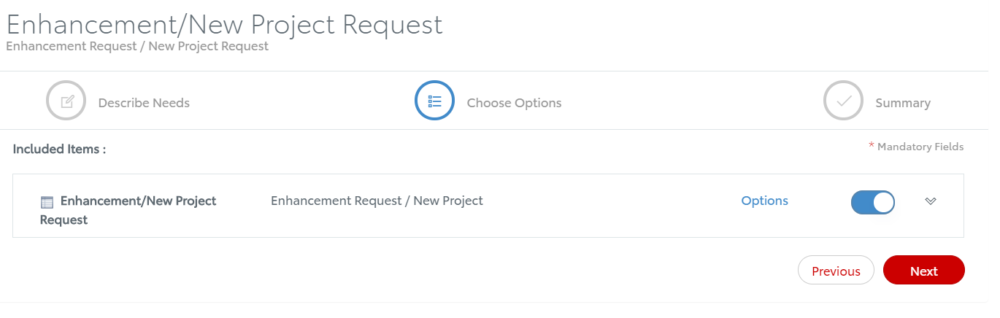 Enhancement/New Project Request
Enhancement Request / New Project Request
Describe Needs
Choose Options
Summary
Included Items :
* Mandatory Fields
Enhancement/New Project
Request
Enhancement Request / New Project
Options
Previous
Next